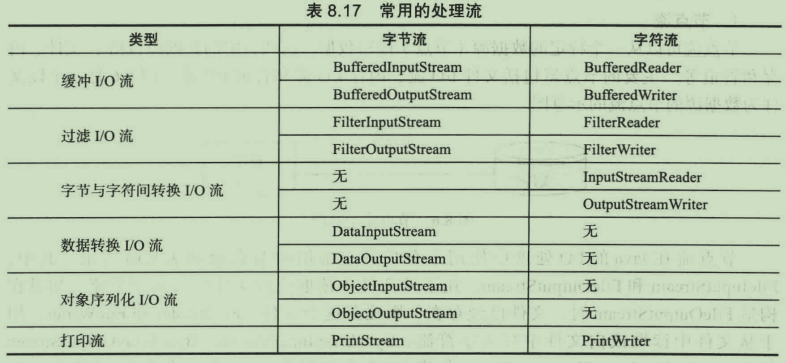 表 8.17 常用的处理流
类型 字节流 字符流
缓冲 I/O 流 BufferedInputStream BufferedReader
BufferedOutputStream BufferedWriter
过滤 I/O 流 FilterInputStream FilterReader
FilterOutputStream FilterWriter
字节与字符间转换 I/O 流 无 InputStreamReader
无 OutputStreamWriter
数据转换 I/O 流 DataInputStream 无
DataOutputStream 无
对象序列化 I/O 流 ObjectInputStream 无
ObjectOutputStream 无
打印流 PrintStream PrintWriter